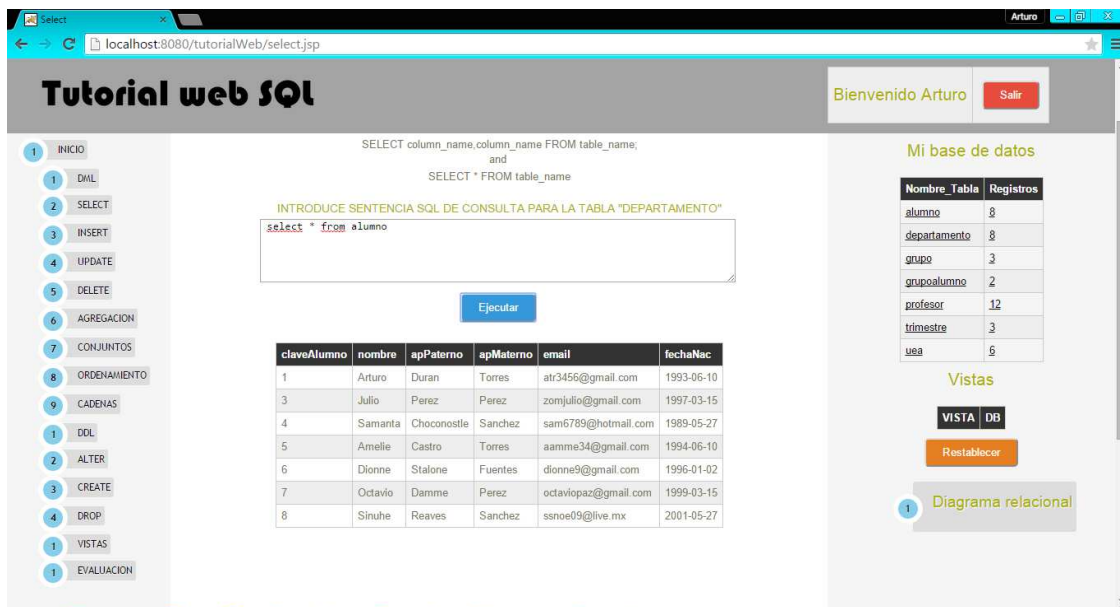 Select
Arturo
localhost:8080/tutorialWeb/select.jsp
Tutorial web SQL
Bienvenido Arturo
Salir
1 INICIO
1 DML
2 SELECT
3 INSERT
4 UPDATE
5 DELETE
6 AGREGACION
7 CONJUNTOS
8 ORDENAMIENTO
9 CADENAS
1 DDL
2 ALTER
3 CREATE
4 DROP
1 VISTAS
1 EVALUACION
SELECT column_name,column_name FROM table_name;
and
SELECT * FROM table_name
INTRODUCE SENTENCIA SQL DE CONSULTA PARA LA TABLA "DEPARTAMENTO"
select * from alumno
Ejecutar
claveAlumno nombre apPaterno apMaterno email fechaNac
1 Arturo Duran Torres atr3456@gmail.com 1993-06-10
3 Julio Perez Perez zomjulio@gmail.com 1997-03-15
4 Samanta Choconostle Sanchez sam6789@hotmail.com 1989-05-27
5 Amelie Castro Torres aamme34@gmail.com 1994-06-10
6 Dionne Stalone Fuentes dionne9@gmail.com 1996-01-02
7 Octavio Damme Perez octaviopaz@gmail.com 1999-03-15
8 Sinuhe Reaves Sanchez ssnoe09@live.mx 2001-05-27
Mi base de datos
Nombre_Tabla Registros
alumno 8
departamento 8
grupo 3
grupoalumno 2
profesor 12
trimestre 3
uea 6
Vistas
VISTA DB
Restablecer
1 Diagrama relacional